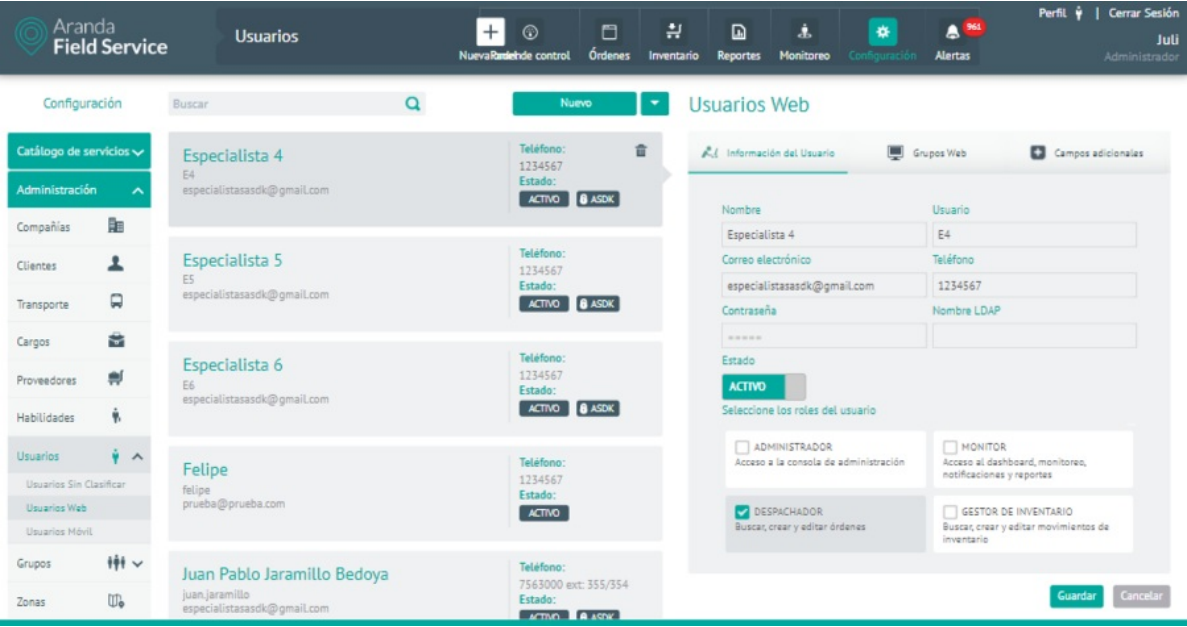 Aranda
Field Service
Usuarios
Perfil | Cerrar Sesión
Juli
Administrador
Órdenes
Inventario
Reportes
Monitoreo
Configuración
961
Alertas
Configuración
Catálogo de servicios
Administración
Compañías
Clientes
Transporte
Cargos
Proveedores
Habilidades
Usuarios
Usuarios Sin Clasificar
Usuarios Web
Usuarios Móvil
Grupos
Zonas
Buscar
Nuevo
Especialista 4
E4
especialistasasdk@gmail.com
Teléfono:
1234567
Estado:
ACTIVO ASDK
Especialista 5
E5
especialistasasdk@gmail.com
Teléfono:
1234567
Estado:
ACTIVO ASDK
Especialista 6
E6
especialistasasdk@gmail.com
Teléfono:
1234567
Estado:
ACTIVO ASDK
Felipe
felipe
prueba@prueba.com
Teléfono:
1234567
Estado:
ACTIVO
Juan Pablo Jaramillo Bedoya
juan.jaramillo
especialistasasdk@gmail.com
Teléfono:
7563000 ext: 355/354
Estado:
ACTIVO ASDK
Usuarios Web
Información del Usuario
Grupos Web
Campos adicionales
Nombre
Especialista 4
Usuario
E4
Correo electrónico
especialistasasdk@gmail.com
Teléfono
1234567
Contraseña
*****
Nombre LDAP
Estado
ACTIVO
Seleccione los roles del usuario
ADMINISTRADOR
Acceso a la consola de administración
MONITOR
Acceso al dashboard, monitoreo,
notificaciones y reportes
DESPACHADOR
Buscar, crear y editar órdenes
GESTOR DE INVENTARIO
Buscar, crear y editar movimientos de
inventario
Guardar
Cancelar